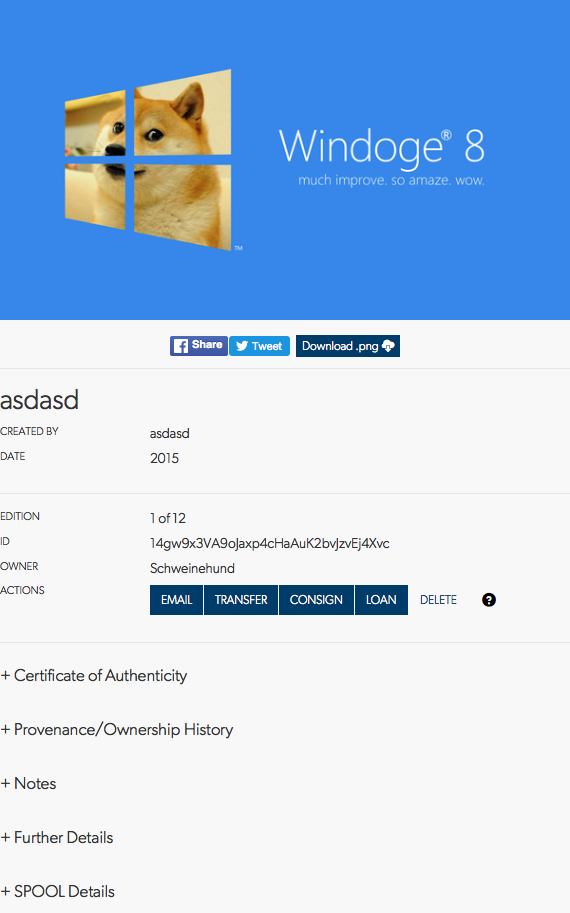 Windoge® 8
much improve. so amaze. wow.
™
Share
Tweet
Download .png
asdasd
CREATED BY asdasd
DATE 2015
EDITION 1 of 12
ID 14gw9x3VA9oJaxp4cHaAuK2bvJzvEj4Xvc
OWNER Schweinehund
ACTIONS EMAIL TRANSFER CONSIGN LOAN DELETE ?
+ Certificate of Authenticity
+ Provenance/Ownership History
+ Notes
+ Further Details
+ SPOOL Details